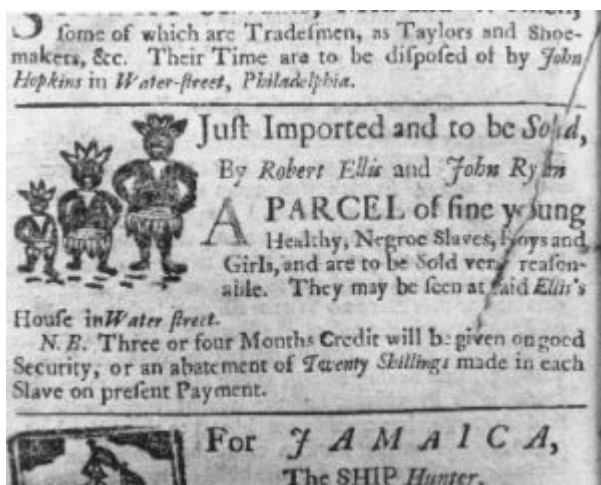 ſome of which are Tradeſmen, as Taylors and Shoe-
makers, &c. Their Time are to be diſpoſed of by John
Hopkins in Water-ſtreet, Philadelphia.
Juſt Imported and to be Sold,
By Robert Ellis and John Ryan
A PARCEL of fine young
Healthy, Negroe Slaves, Boys and
Girls, and are to be Sold very reaſon-
able. They may be ſeen at ſaid Ellis's
Houſe in Water ſtreet.
N. B. Three or four Months Credit will be given on good
Security, or an abatement of Twenty Shillings made in each
Slave on preſent Payment.
For JAMAICA,
The SHIP Hunter,